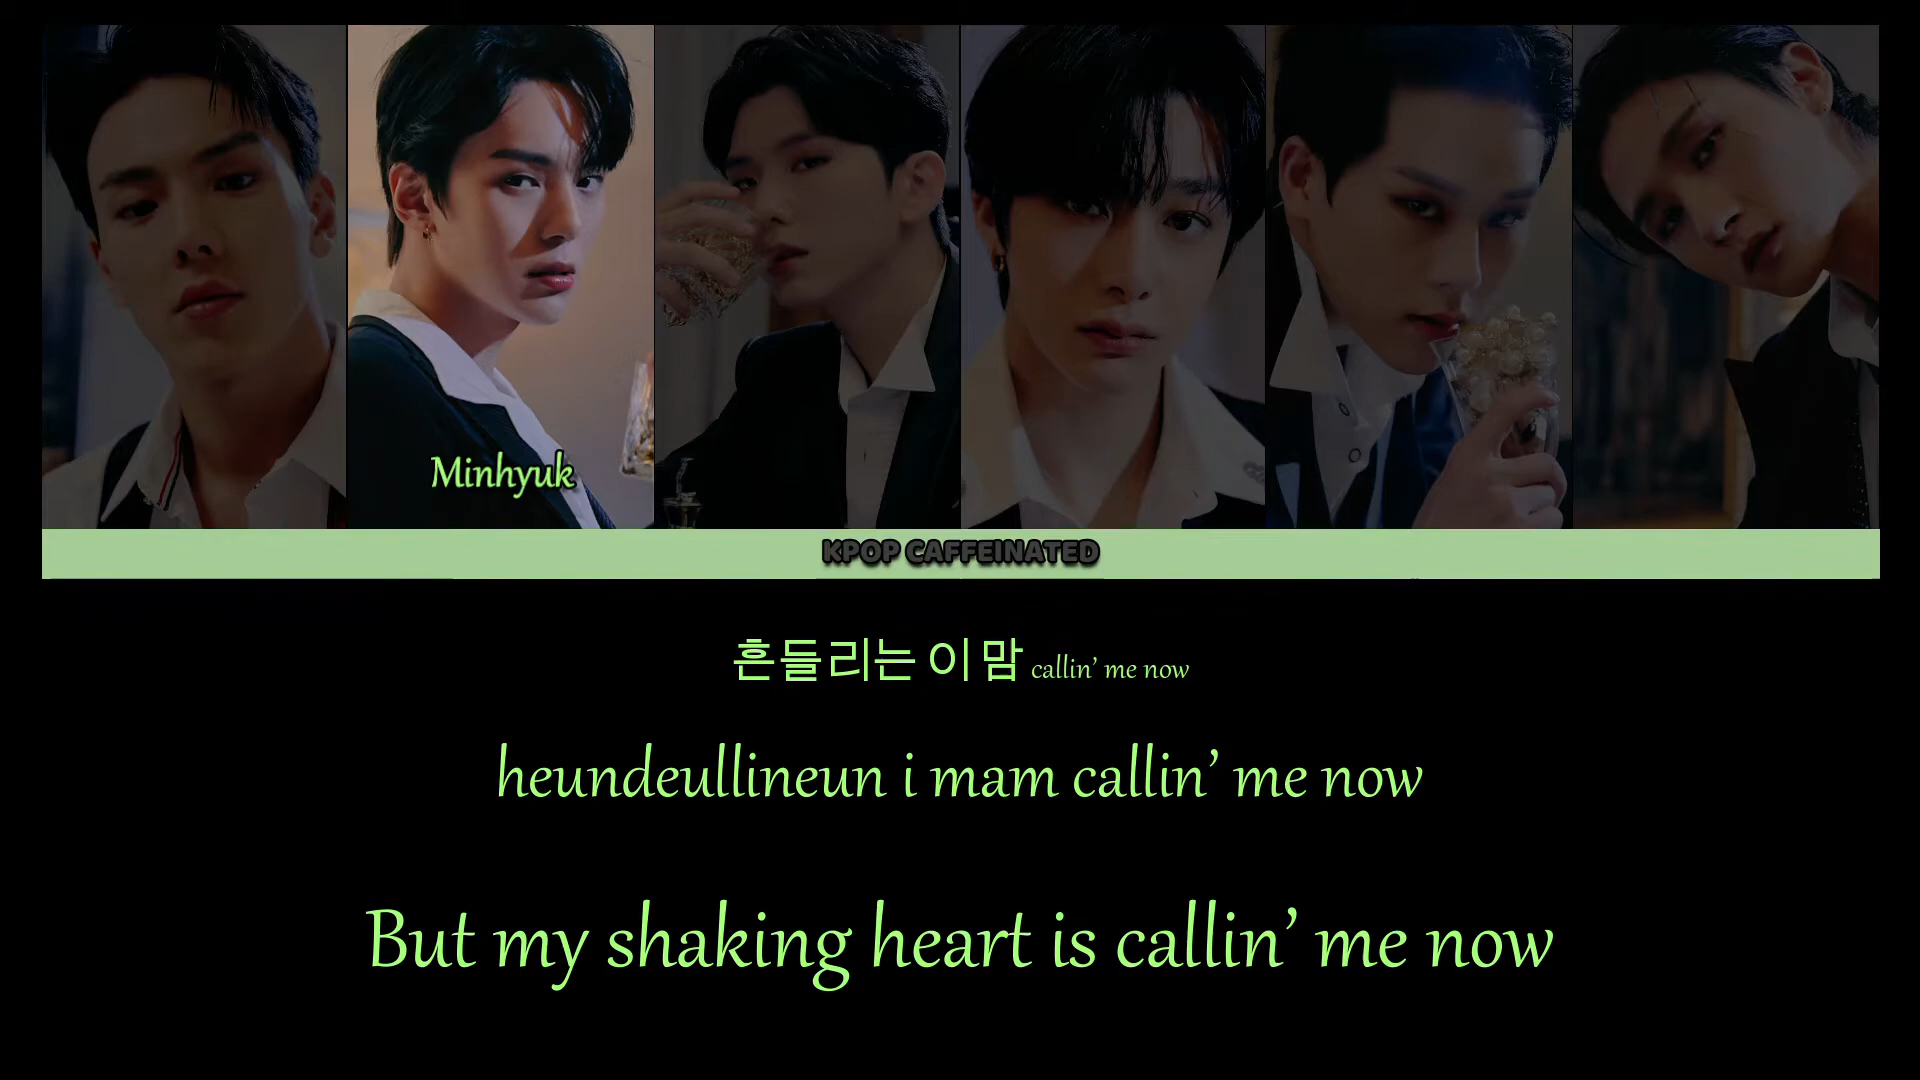 Minhyuk
KPOP CAFFEINATED
흔들리는 이 맘 callin’ me now
heundeullineun i mam callin’ me now
But my shaking heart is callin’ me now